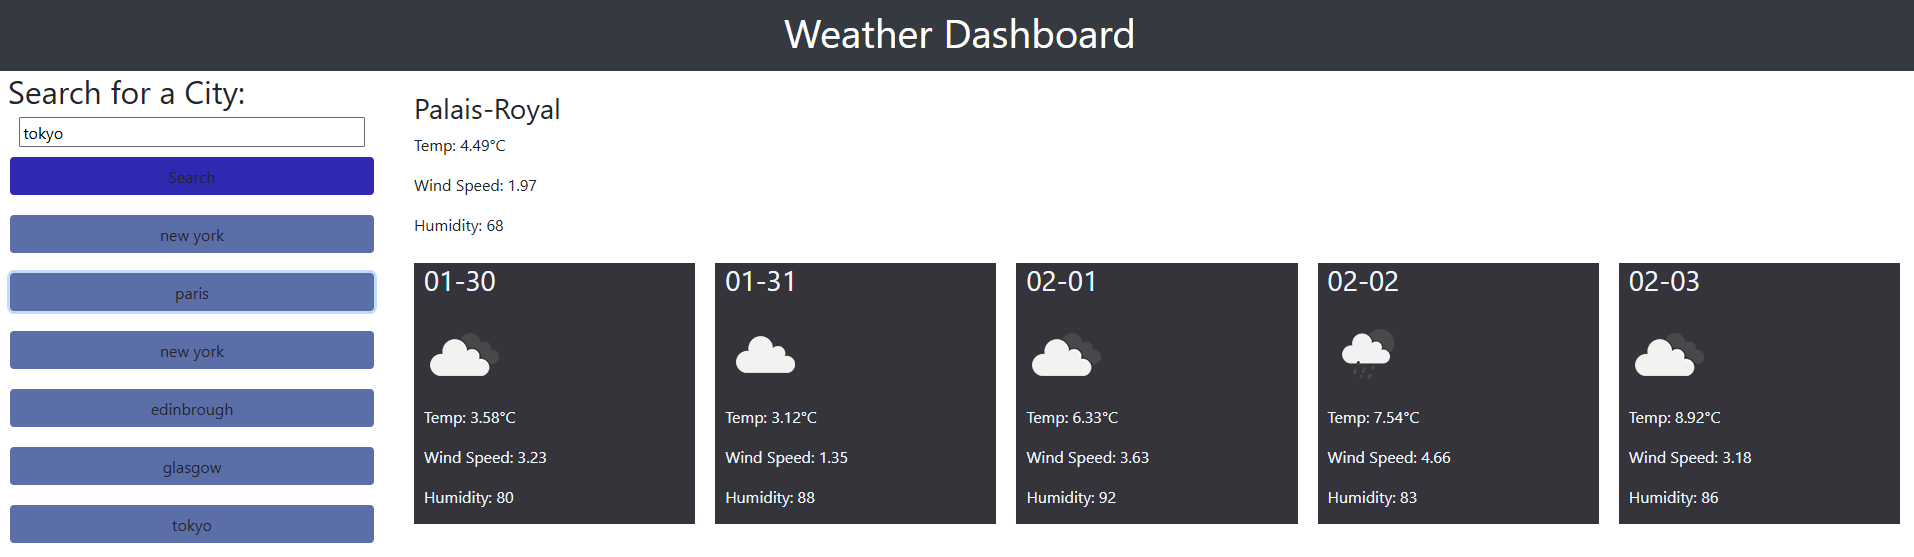 Weather Dashboard
Search for a City:
tokyo
Search
new york
paris
new york
edinbrough
glasgow
tokyo
Palais-Royal
Temp: 4.49°C
Wind Speed: 1.97
Humidity: 68
01-30
Temp: 3.58°C
Wind Speed: 3.23
Humidity: 80
01-31
Temp: 3.12°C
Wind Speed: 1.35
Humidity: 88
02-01
Temp: 6.33°C
Wind Speed: 3.63
Humidity: 92
02-02
Temp: 7.54°C
Wind Speed: 4.66
Humidity: 83
02-03
Temp: 8.92°C
Wind Speed: 3.18
Humidity: 86